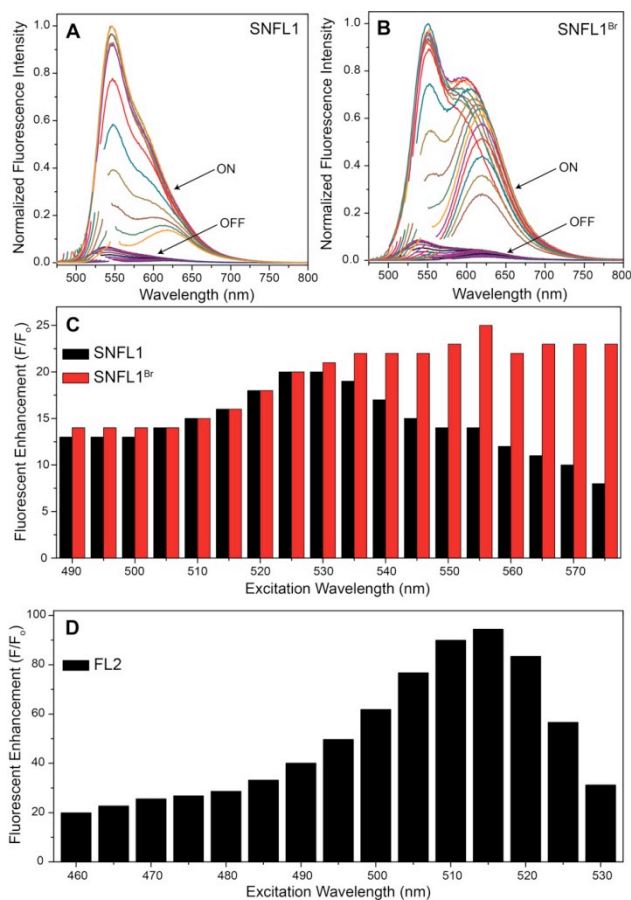 A
SNFL1
Normalized Fluorescence Intensity
1.0
0.8
0.6
0.4
0.2
0.0
ON
OFF
500 550 600 650 700 750 800
Wavelength (nm)
B
SNFL1Br
Normalized Fluorescence Intensity
1.0
0.8
0.6
0.4
0.2
0.0
ON
OFF
500 550 600 650 700 750 800
Wavelength (nm)
C
SNFL1
SNFL1Br
Fluorescent Enhancement (F/Fo)
25
20
15
10
5
0
490 500 510 520 530 540 550 560 570
Excitation Wavelength (nm)
D
FL2
Fluorescent Enhancement (F/Fo)
100
80
60
40
20
0
460 470 480 490 500 510 520 530
Excitation Wavelength (nm)